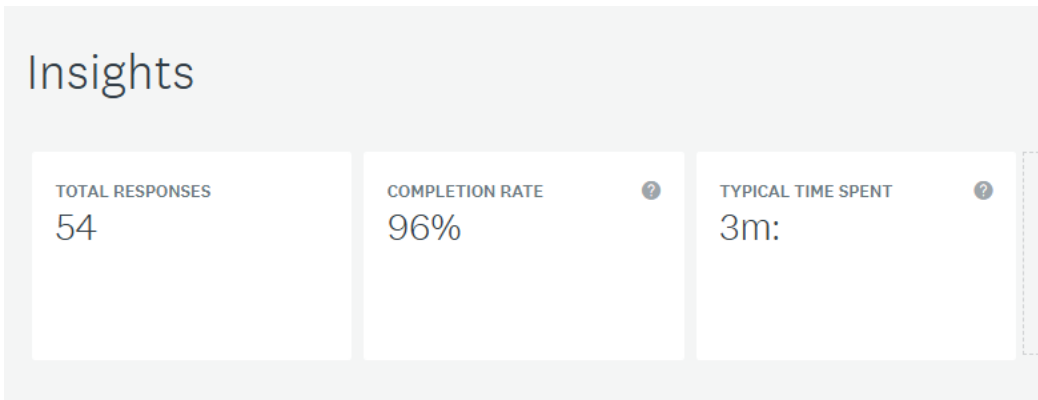 Insights
TOTAL RESPONSES
54
COMPLETION RATE
?
96%
TYPICAL TIME SPENT
?
3m: